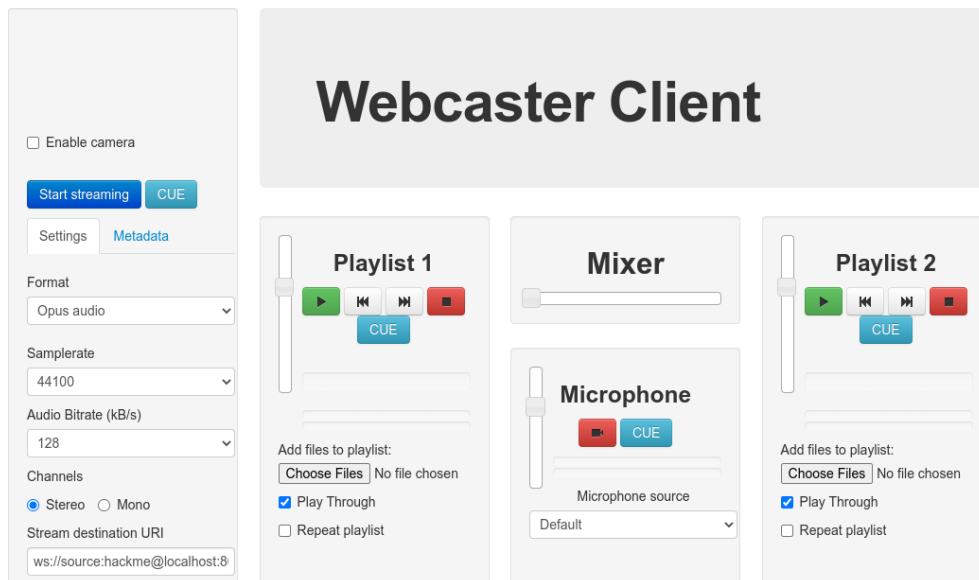 Enable camera
Start streaming
CUE
Settings
Metadata
Format
Opus audio
Samplerate
44100
Audio Bitrate (kB/s)
128
Channels
Stereo
Mono
Stream destination URI
ws://source:hackme@localhost:8
Webcaster Client
Playlist 1
CUE
Add files to playlist:
Choose Files No file chosen
Play Through
Repeat playlist
Mixer
Microphone
CUE
Microphone source
Default
Playlist 2
CUE
Add files to playlist:
Choose Files No file chosen
Play Through
Repeat playlist